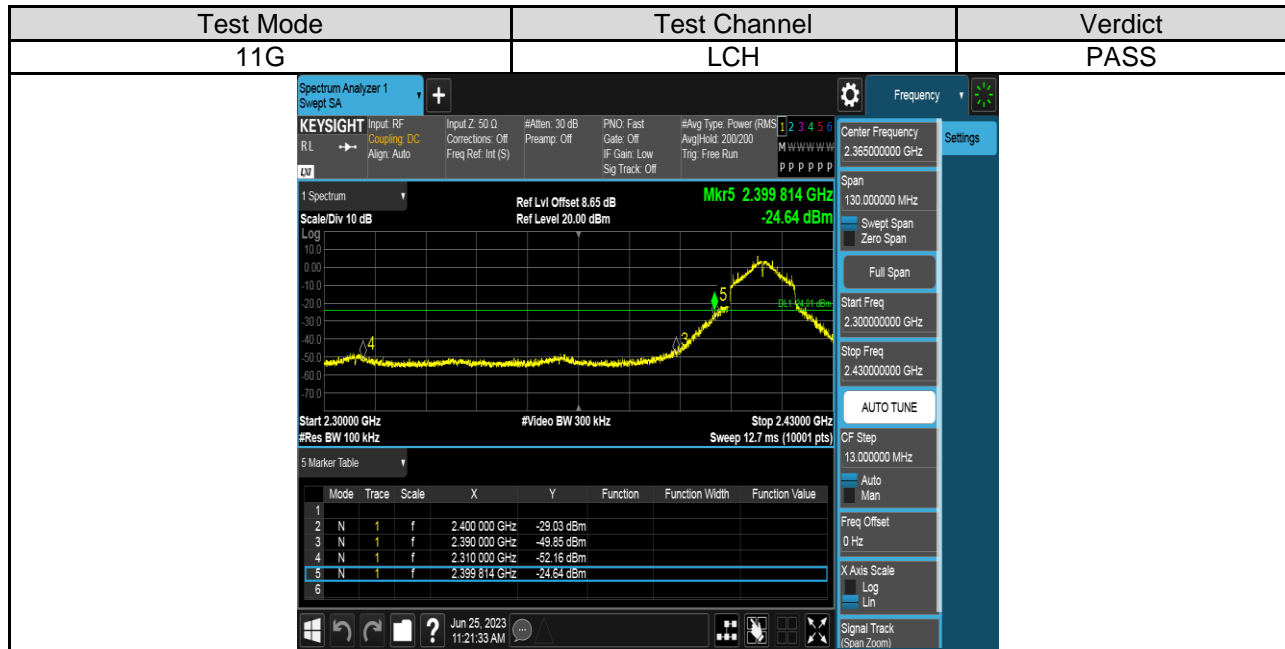 Test Mode Test Channel Verdict
11G LCH PASS
Spectrum Analyzer 1
Swept SA
+
Frequency
KEYSIGHT Input: RF Input Z: 50 Ω #Atten: 30 dB PNO: Fast #Avg Type: Power (RMS 1 2 3 4 5 6
RL Coupling: DC Corrections: Off Preamp: Off Gate: Off Avg|Hold: 200/200 M W W W W W
Align: Auto Freq Ref: Int (S) IF Gain: Low Trig: Free Run
LXI Sig Track: Off P P P P P P
1 Spectrum
Ref Lvl Offset 8.65 dB
Mkr5 2.399 814 GHz
Scale/Div 10 dB Ref Level 20.00 dBm -24.64 dBm
Log
10.0
0.00
-10.0
-20.0
-30.0
-40.0
-50.0
-60.0
-70.0
5
4
3
Start 2.30000 GHz #Video BW 300 kHz Stop 2.43000 GHz
#Res BW 100 kHz Sweep 12.7 ms (10001 pts)
5 Marker Table
Mode Trace Scale X Y Function Function Width Function Value
1
2 N 1 f 2.400 000 GHz -29.03 dBm
3 N 1 f 2.390 000 GHz -49.85 dBm
4 N 1 f 2.310 000 GHz -52.16 dBm
5 N 1 f 2.399 814 GHz -24.64 dBm
6
Center Frequency
2.365000000 GHz
Settings
Span
130.000000 MHz
Swept Span
Zero Span
Full Span
Start Freq
2.300000000 GHz
Stop Freq
2.430000000 GHz
AUTO TUNE
CF Step
13.000000 MHz
Auto
Man
Freq Offset
0 Hz
X Axis Scale
Log
Lin
Signal Track
(Span Zoom)
?
Jun 25, 2023
11:21:33 AM